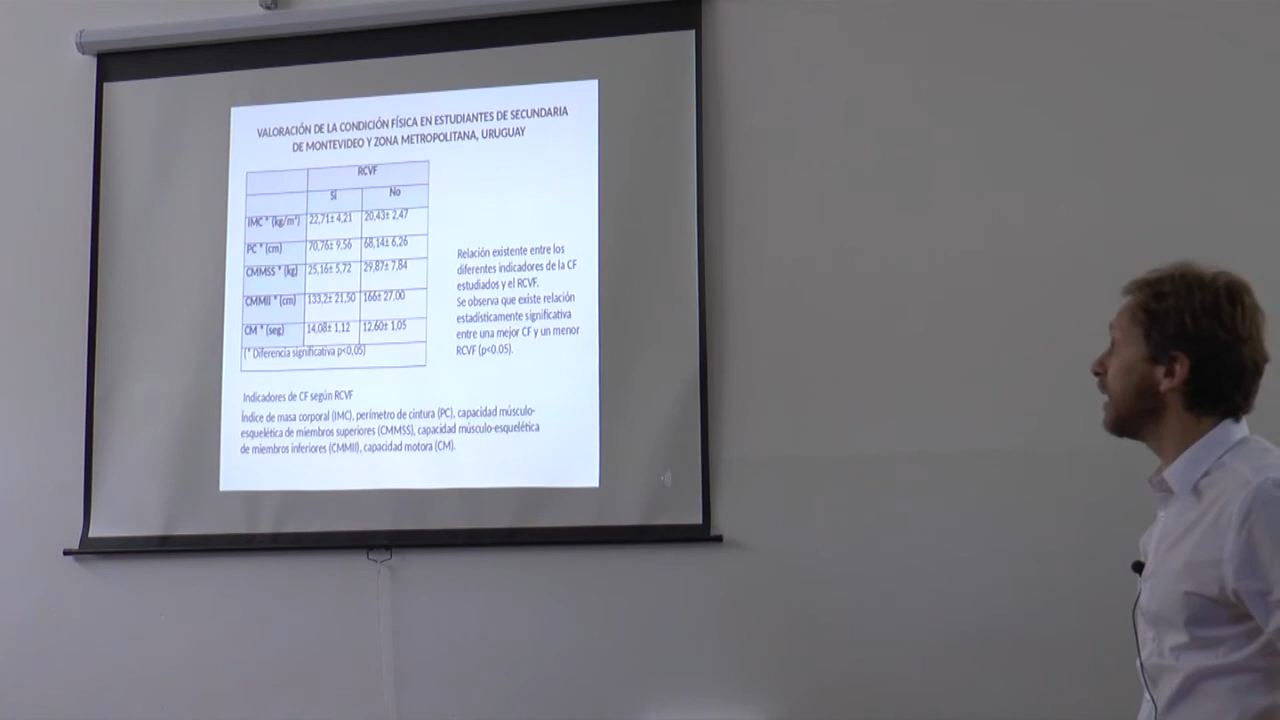 VALORACIÓN DE LA CONDICIÓN FÍSICA EN ESTUDIANTES DE SECUNDARIA
DE MONTEVIDEO Y ZONA METROPOLITANA, URUGUAY
RCVF
Sí No
IMC * (kg/m²) 22,71± 4,21 20,43± 2,47
PC * (cm) 70,76± 9,56 68,14± 6,26
CMMSS * (kg) 25,16± 5,72 29,87± 7,84
CMMII * (cm) 133,2± 21,50 166± 27,00
CM * (seg) 14,08± 1,12 12,60± 1,05
(* Diferencia significativa p<0,05)
Relación existente entre los
diferentes indicadores de la CF
estudiados y el RCVF.
Se observa que existe relación
estadísticamente significativa
entre una mejor CF y un menor
RCVF (p<0.05).
Indicadores de CF según RCVF
Índice de masa corporal (IMC), perímetro de cintura (PC), capacidad músculo-
esquelética de miembros superiores (CMMSS), capacidad músculo-esquelética
de miembros inferiores (CMMII), capacidad motora (CM).